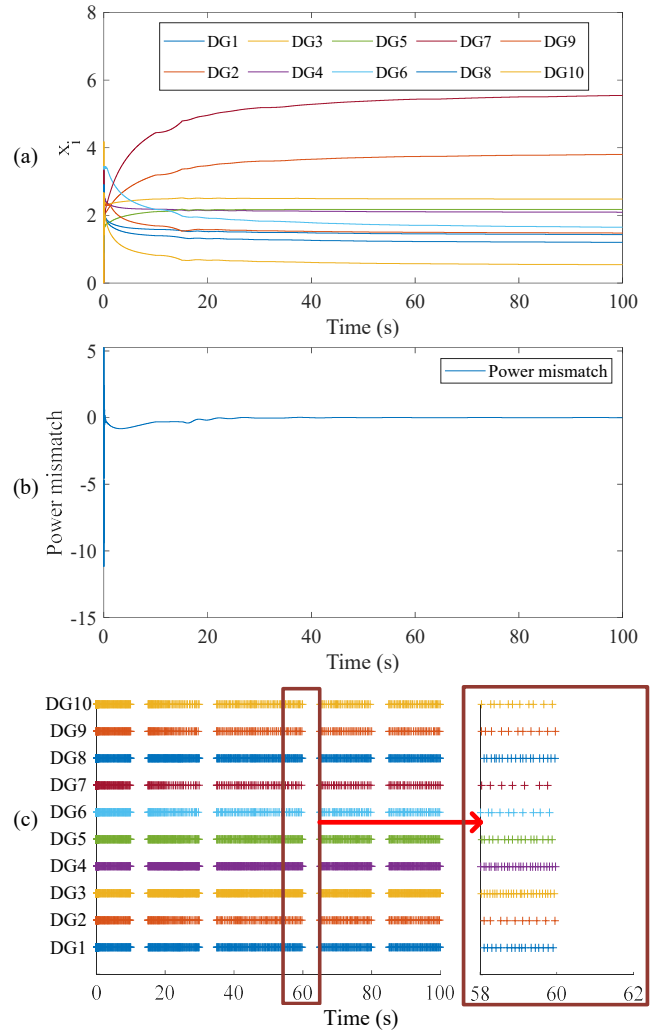 (a)
8
6
4
2
0
x_i
DG1 DG3 DG5 DG7 DG9
DG2 DG4 DG6 DG8 DG10
0 20 40 60 80 100
Time (s)
(b)
5
0
-5
-10
-15
Power mismatch
Power mismatch
0 20 40 60 80 100
Time (s)
(c)
DG10
DG9
DG8
DG7
DG6
DG5
DG4
DG3
DG2
DG1
0 20 40 60 80 100
Time (s)
58 60 62